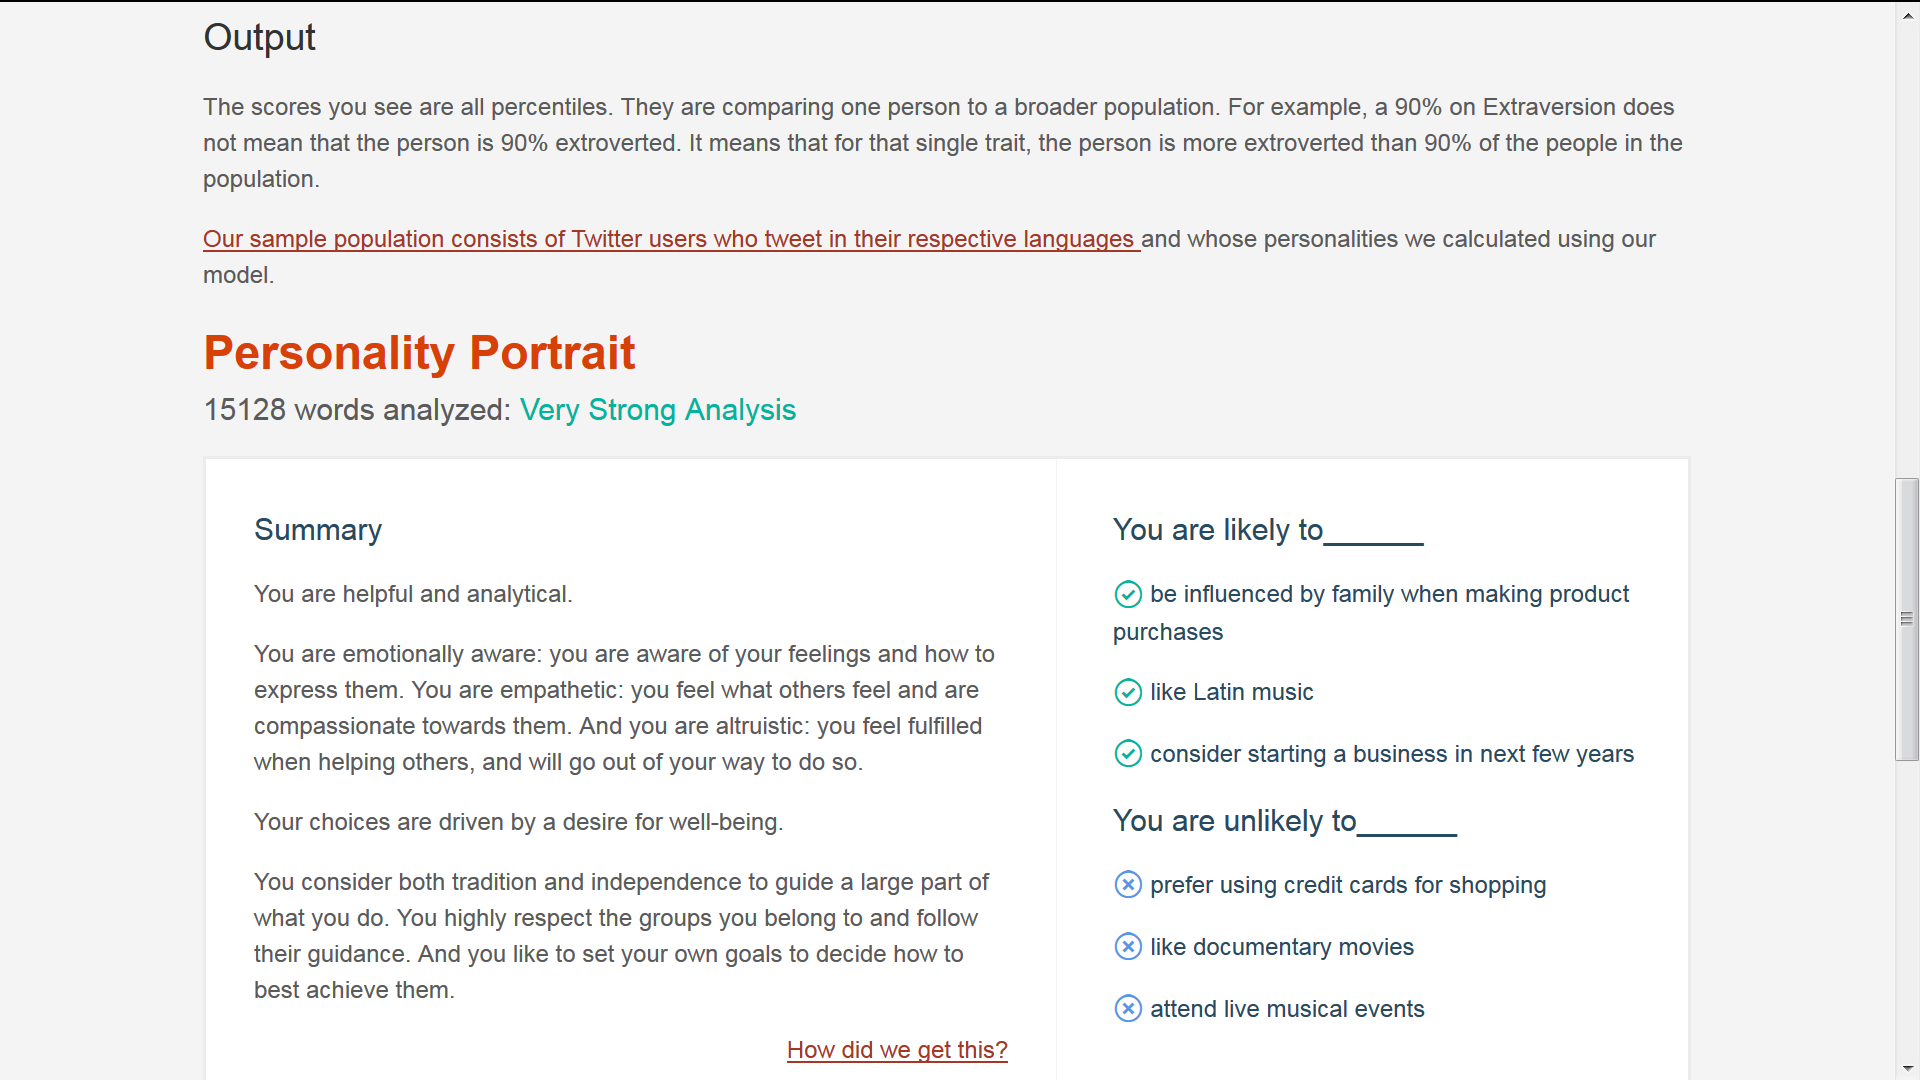 Output
The scores you see are all percentiles. They are comparing one person to a broader population. For example, a 90% on Extraversion does
not mean that the person is 90% extroverted. It means that for that single trait, the person is more extroverted than 90% of the people in the
population.
Our sample population consists of Twitter users who tweet in their respective languages and whose personalities we calculated using our
model.
Personality Portrait
15128 words analyzed: Very Strong Analysis
Summary
You are helpful and analytical.
You are emotionally aware: you are aware of your feelings and how to
express them. You are empathetic: you feel what others feel and are
compassionate towards them. And you are altruistic: you feel fulfilled
when helping others, and will go out of your way to do so.
Your choices are driven by a desire for well-being.
You consider both tradition and independence to guide a large part of
what you do. You highly respect the groups you belong to and follow
their guidance. And you like to set your own goals to decide how to
best achieve them.
How did we get this?
You are likely to______
be influenced by family when making product
purchases
like Latin music
consider starting a business in next few years
You are unlikely to______
prefer using credit cards for shopping
like documentary movies
attend live musical events